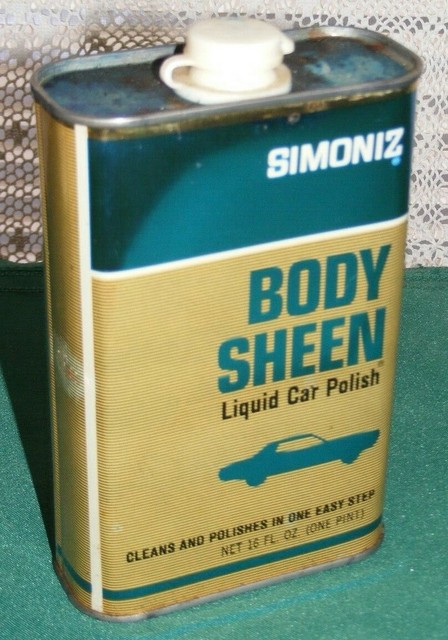 SIMONIZ
BODY
SHEEN
Liquid Car Polish
CLEANS AND POLISHES IN ONE EASY STEP
NET 16 FL. OZ. (ONE PINT)